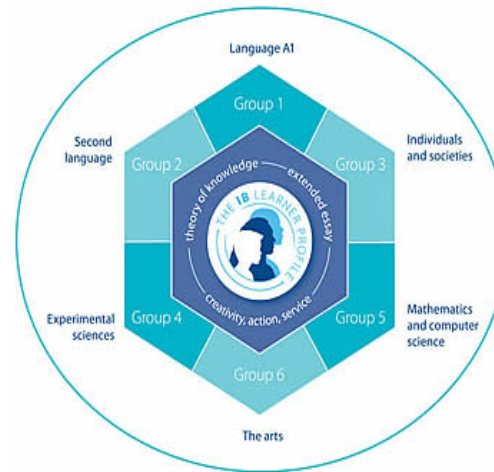 Language A1
Group 1
Second
language
Group 2
Individuals
and societies
Group 3
theory of knowledge
extended essay
THE IB LEARNER PROFILE
creativity, action, service
Experimental
sciences
Group 4
Mathematics
and computer
science
Group 5
Group 6
The arts